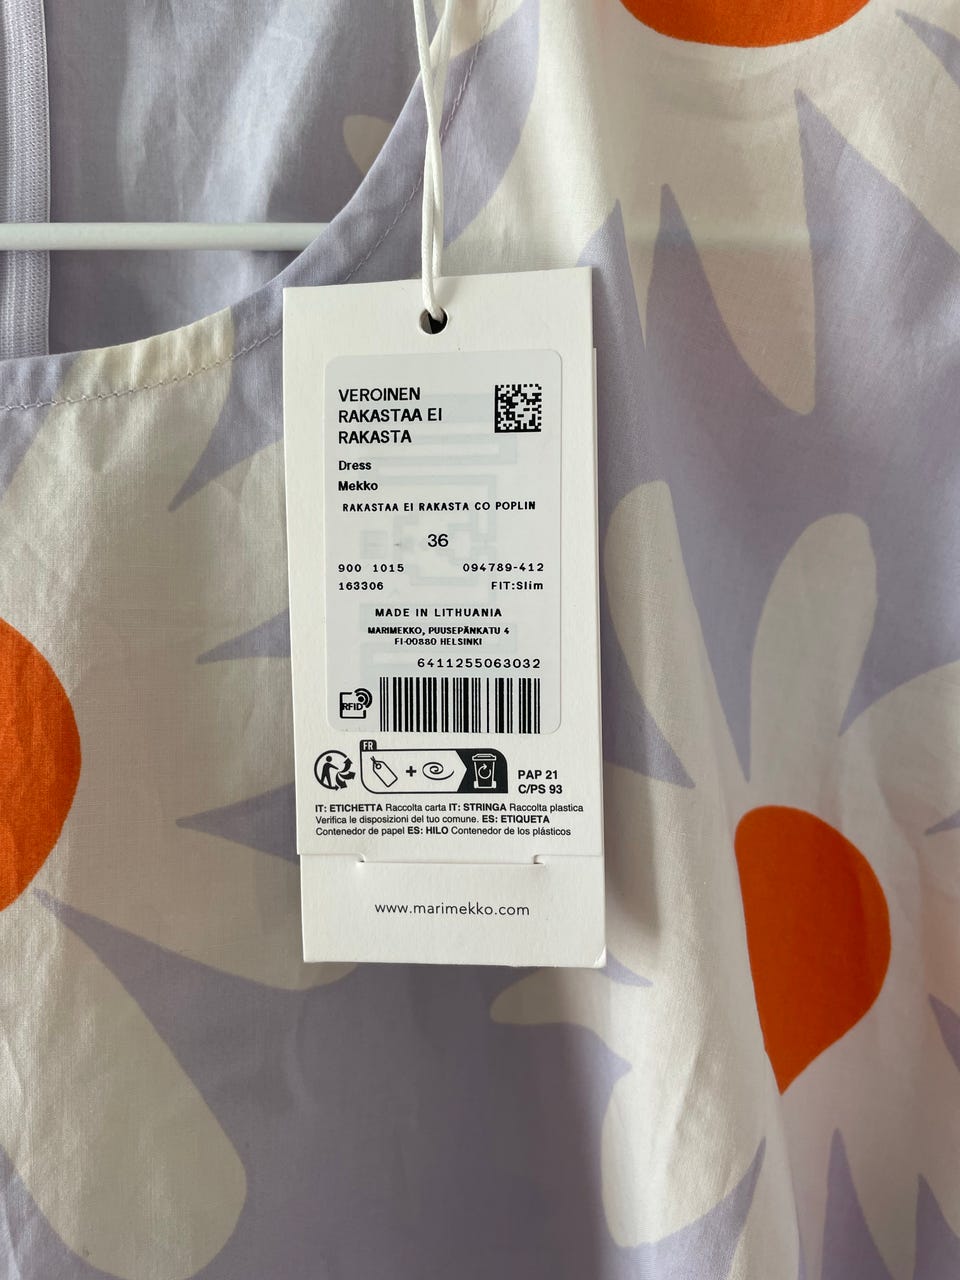 VEROINEN
RAKASTAA EI
RAKASTA
Dress
Mekko
RAKASTAA EI RAKASTA CO POPLIN
36
900 1015 094789-412
163306 FIT:Slim
MADE IN LITHUANIA
MARIMEKKO, PUUSEPÄNKATU 4
FI-00880 HELSINKI
6411255063032
RFID
FR
+
PAP 21
C/PS 93
IT: ETICHETTA Raccolta carta IT: STRINGA Raccolta plastica
Verifica le disposizioni del tuo comune. ES: ETIQUETA
Contenedor de papel ES: HILO Contenedor de los plásticos
www.marimekko.com